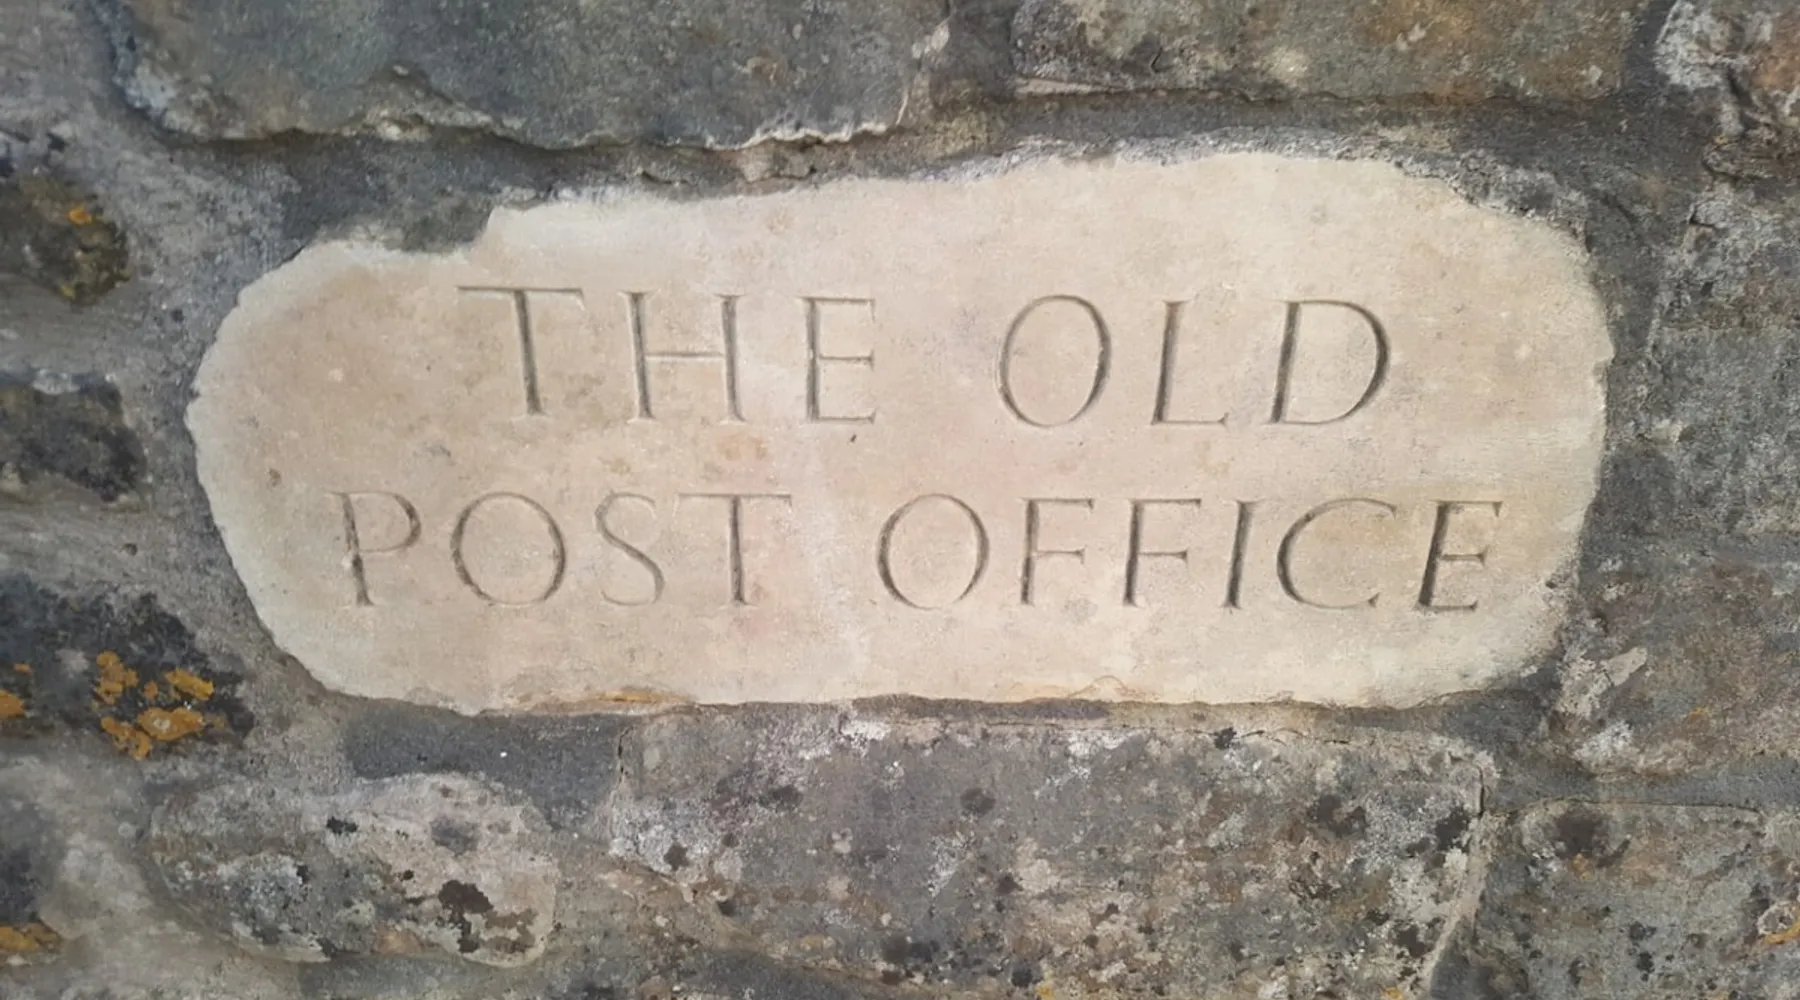 THE OLD
POST OFFICE